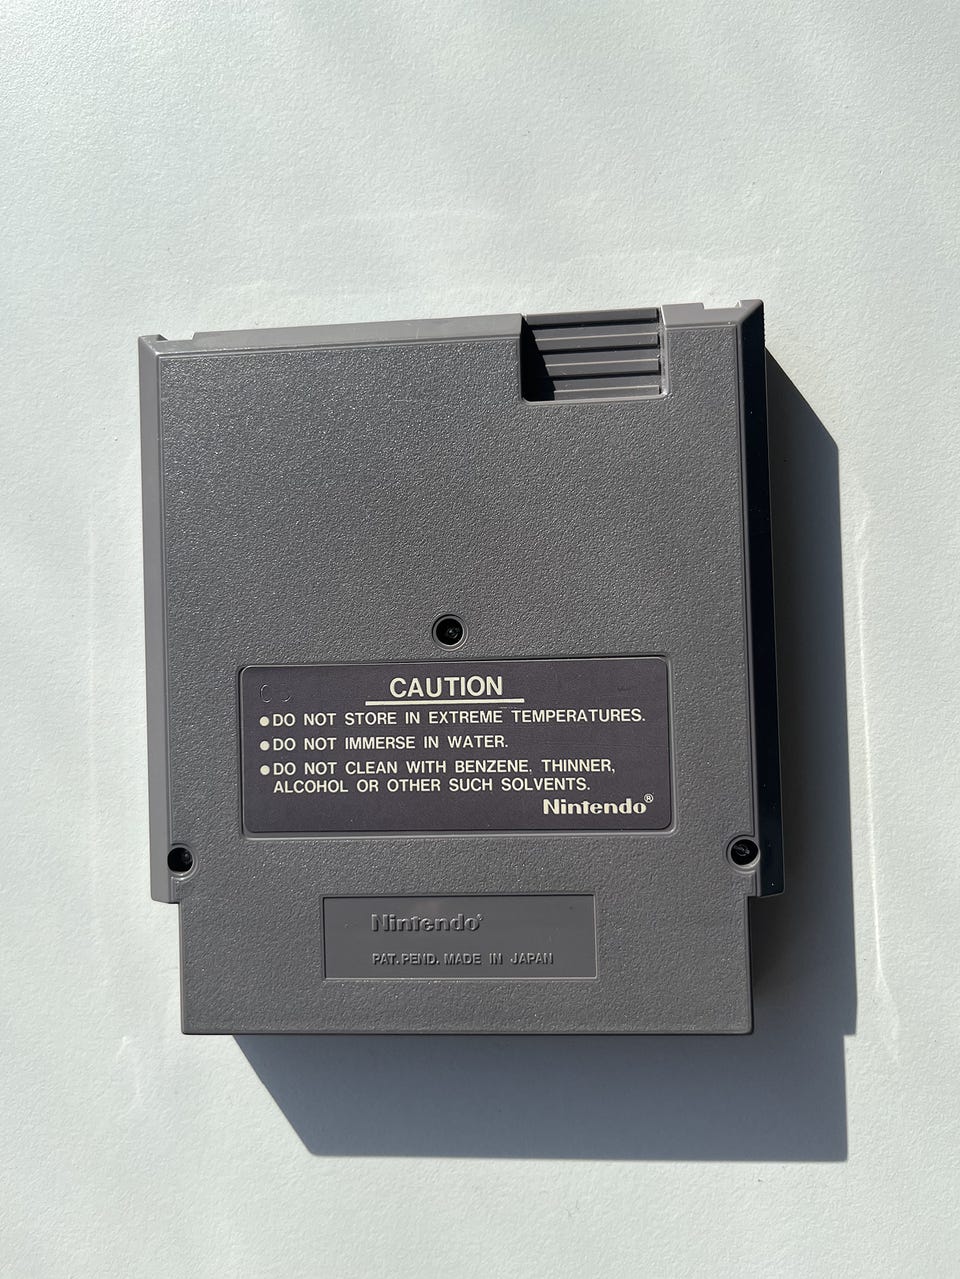 CAUTION
●DO NOT STORE IN EXTREME TEMPERATURES.
●DO NOT IMMERSE IN WATER.
●DO NOT CLEAN WITH BENZENE, THINNER,
ALCOHOL OR OTHER SUCH SOLVENTS.
Nintendo®
Nintendo®
PAT. PEND. MADE IN JAPAN